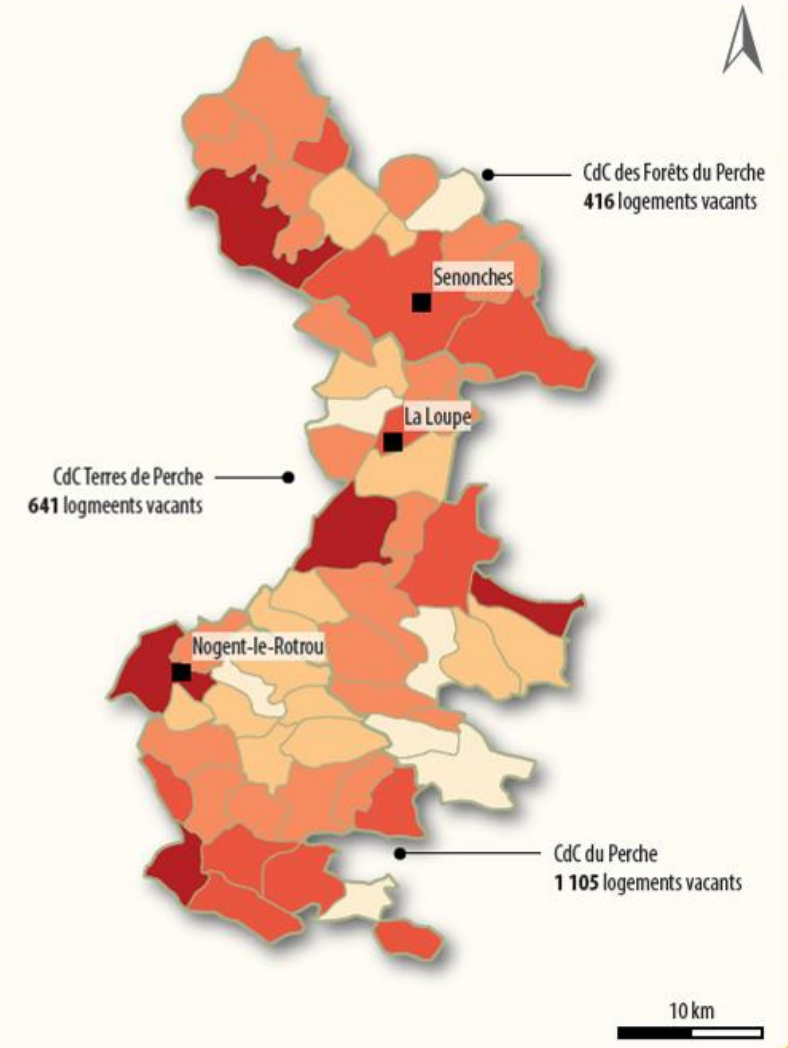 CdC des Forêts du Perche
416 logements vacants
Senonches
La Loupe
CdC Terres de Perche
641 logmeents vacants
Nogent-le-Rotrou
CdC du Perche
1 105 logements vacants
10 km